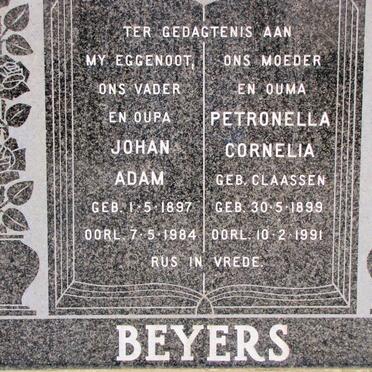 TER GEDAGTENIS AAN
MY EGGENOOT,
ONS VADER
EN OUPA
JOHAN
ADAM
GEB. 1·5·1897
OORL. 7·5·1984
ONS MOEDER
EN OUMA
PETRONELLA
CORNELIA
GEB. CLAASSEN
GEB. 30·5·1899
OORL. 10·2·1991
RUS IN VREDE.
BEYERS